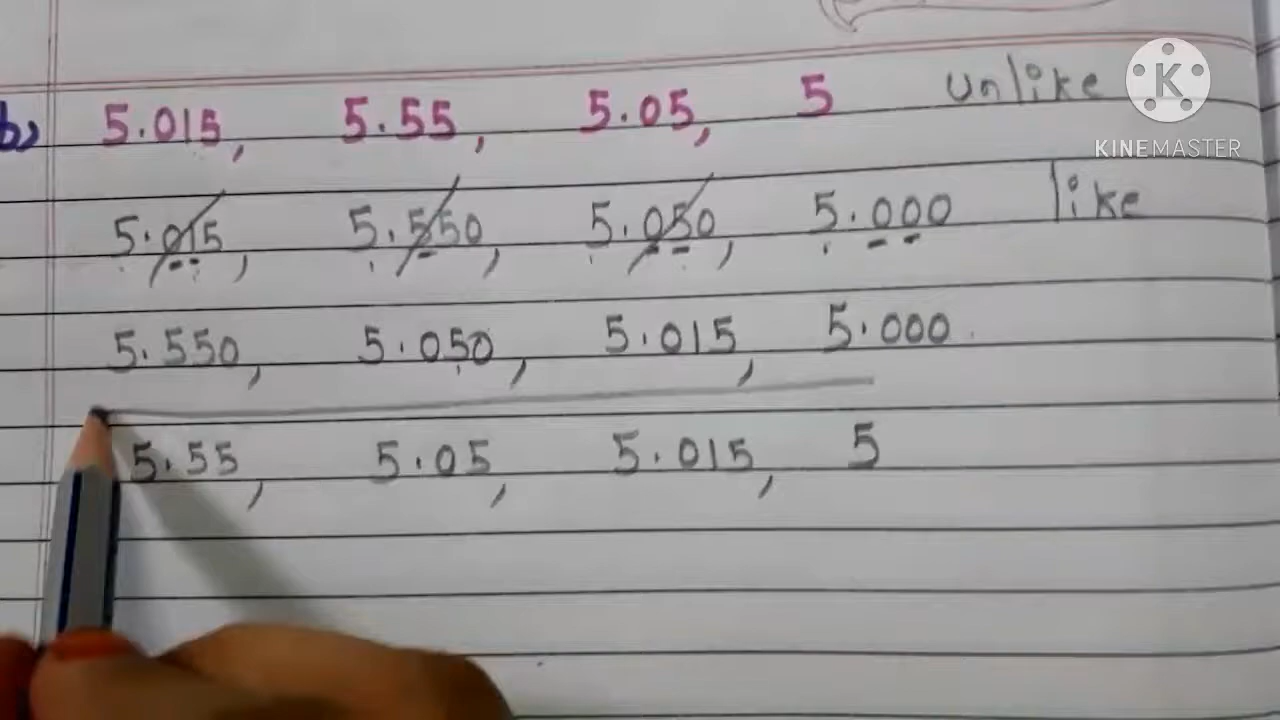 b) 5.015, 5.55, 5.05, 5 unlike
5.015, 5.550, 5.050, 5.000 like
5.550, 5.050, 5.015, 5.000
5.55, 5.05, 5.015, 5
K
KINEMASTER